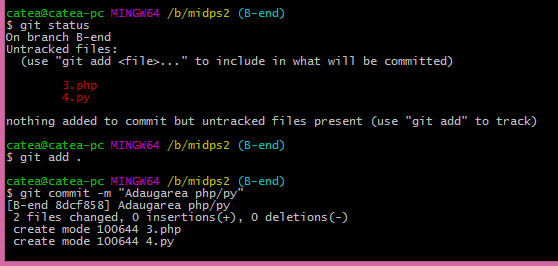 catea@catea-pc MINGW64 /b/midps2 (B-end)
$ git status
On branch B-end
Untracked files:
  (use "git add <file>..." to include in what will be committed)

        3.php
        4.py

nothing added to commit but untracked files present (use "git add" to track)

catea@catea-pc MINGW64 /b/midps2 (B-end)
$ git add .

catea@catea-pc MINGW64 /b/midps2 (B-end)
$ git commit -m "Adaugarea php/py"
[B-end 8dcf858] Adaugarea php/py
 2 files changed, 0 insertions(+), 0 deletions(-)
 create mode 100644 3.php
 create mode 100644 4.py